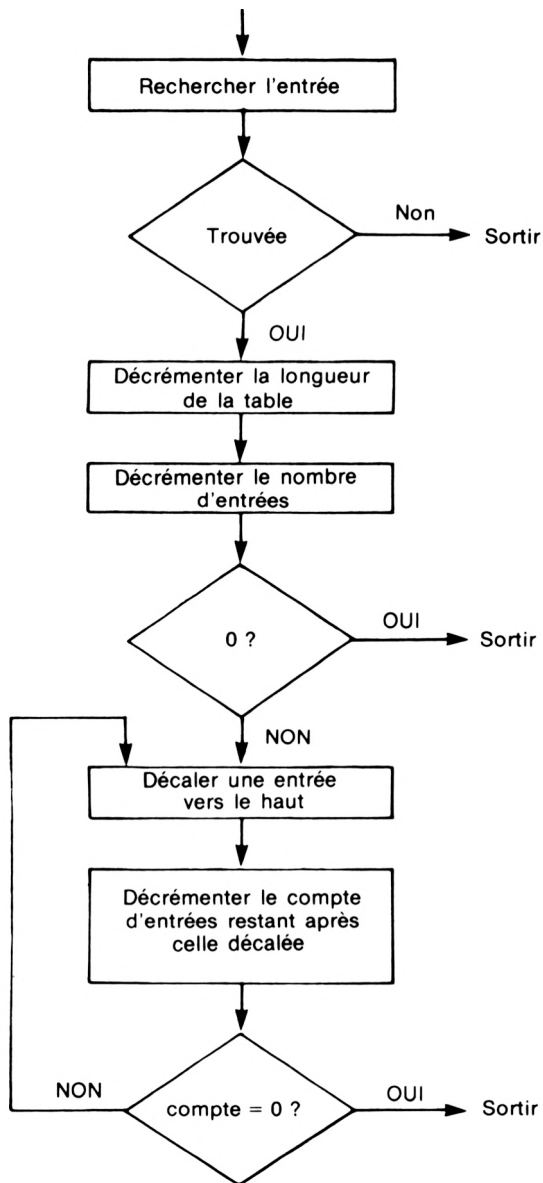 Rechercher l'entrée
Trouvée
Non
Sortir
OUI
Décrémenter la longueur
de la table
Décrémenter le nombre
d'entrées
0 ?
OUI
Sortir
NON
Décaler une entrée
vers le haut
Décrémenter le compte
d'entrées restant après
celle décalée
NON
compte = 0 ?
OUI
Sortir